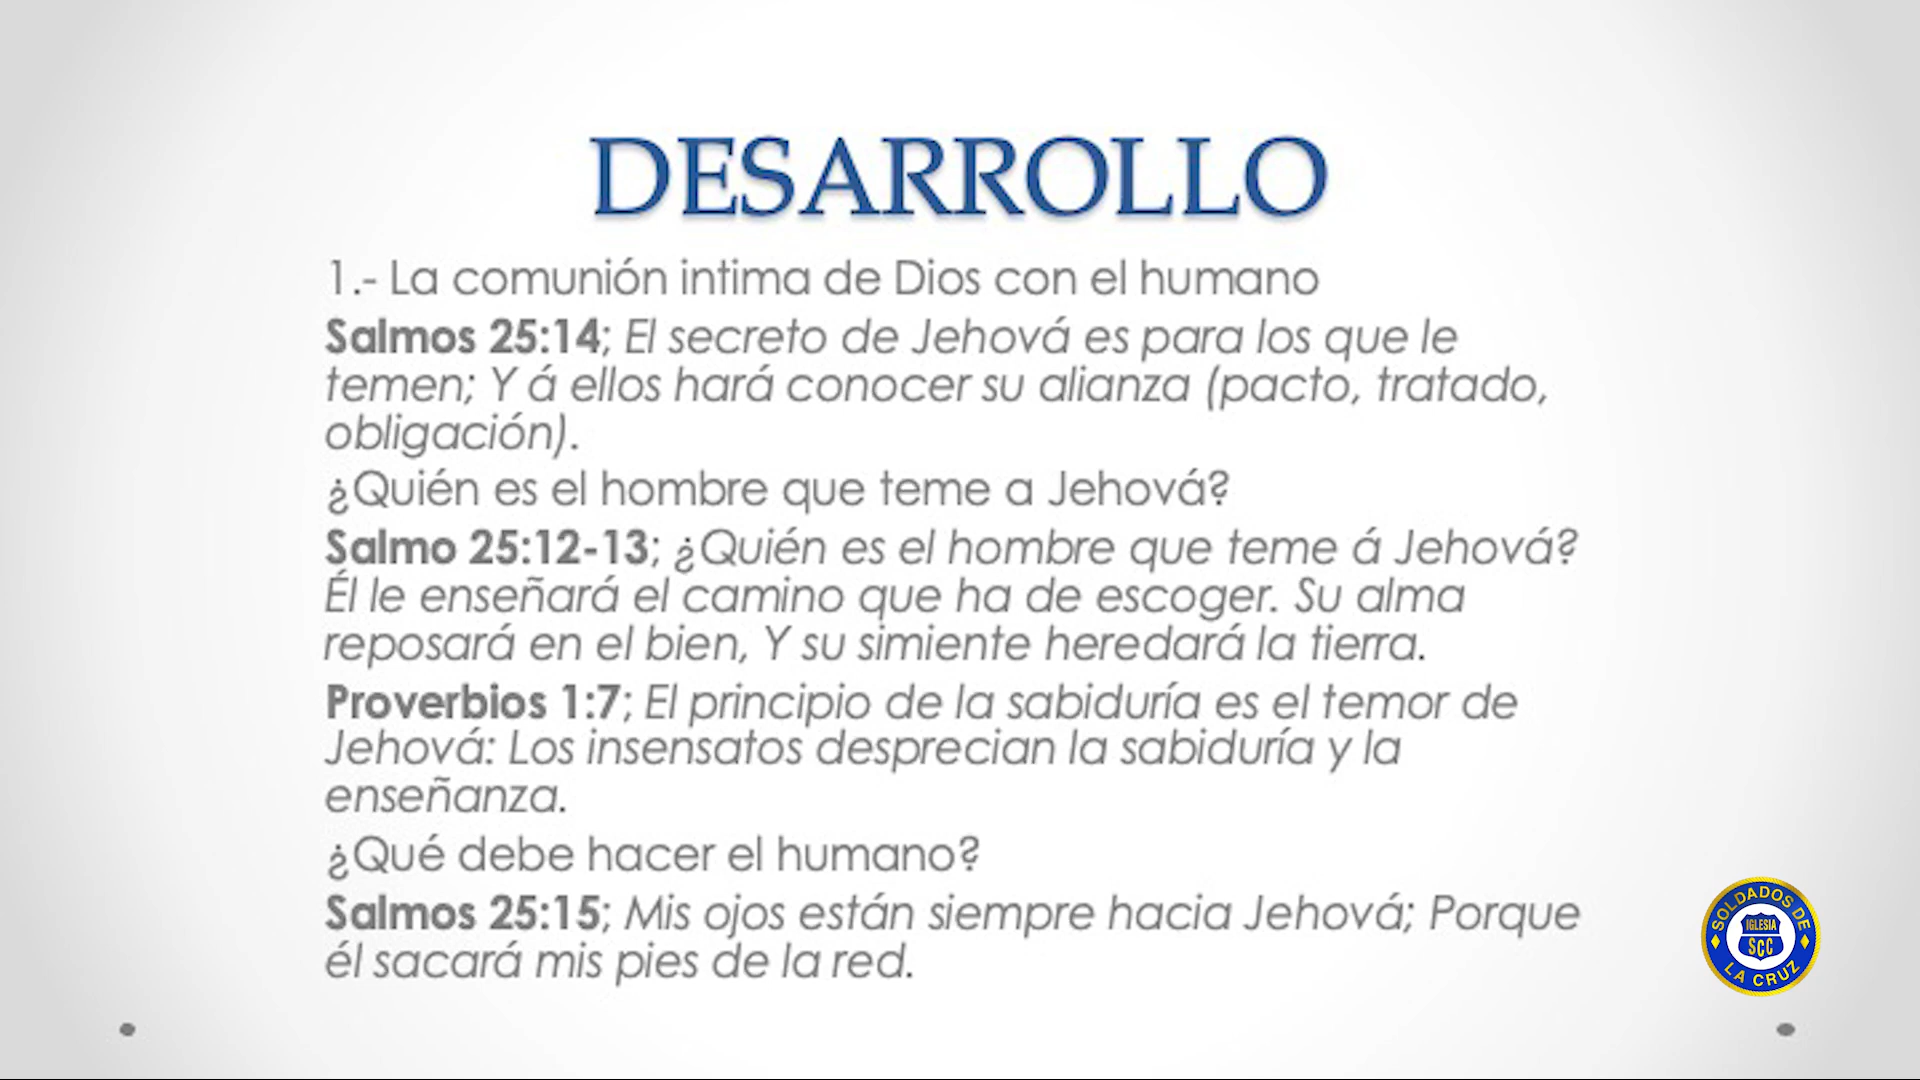 DESARROLLO
1.- La comunión intima de Dios con el humano
Salmos 25:14; El secreto de Jehová es para los que le
temen; Y á ellos hará conocer su alianza (pacto, tratado,
obligación).
¿Quién es el hombre que teme a Jehová?
Salmo 25:12-13; ¿Quién es el hombre que teme á Jehová?
Él le enseñará el camino que ha de escoger. Su alma
reposará en el bien, Y su simiente heredará la tierra.
Proverbios 1:7; El principio de la sabiduría es el temor de
Jehová: Los insensatos desprecian la sabiduría y la
enseñanza.
¿Qué debe hacer el humano?
Salmos 25:15; Mis ojos están siempre hacia Jehová; Porque
él sacará mis pies de la red.
SOLDADOS DE
IGLESIA
SCC
LA CRUZ